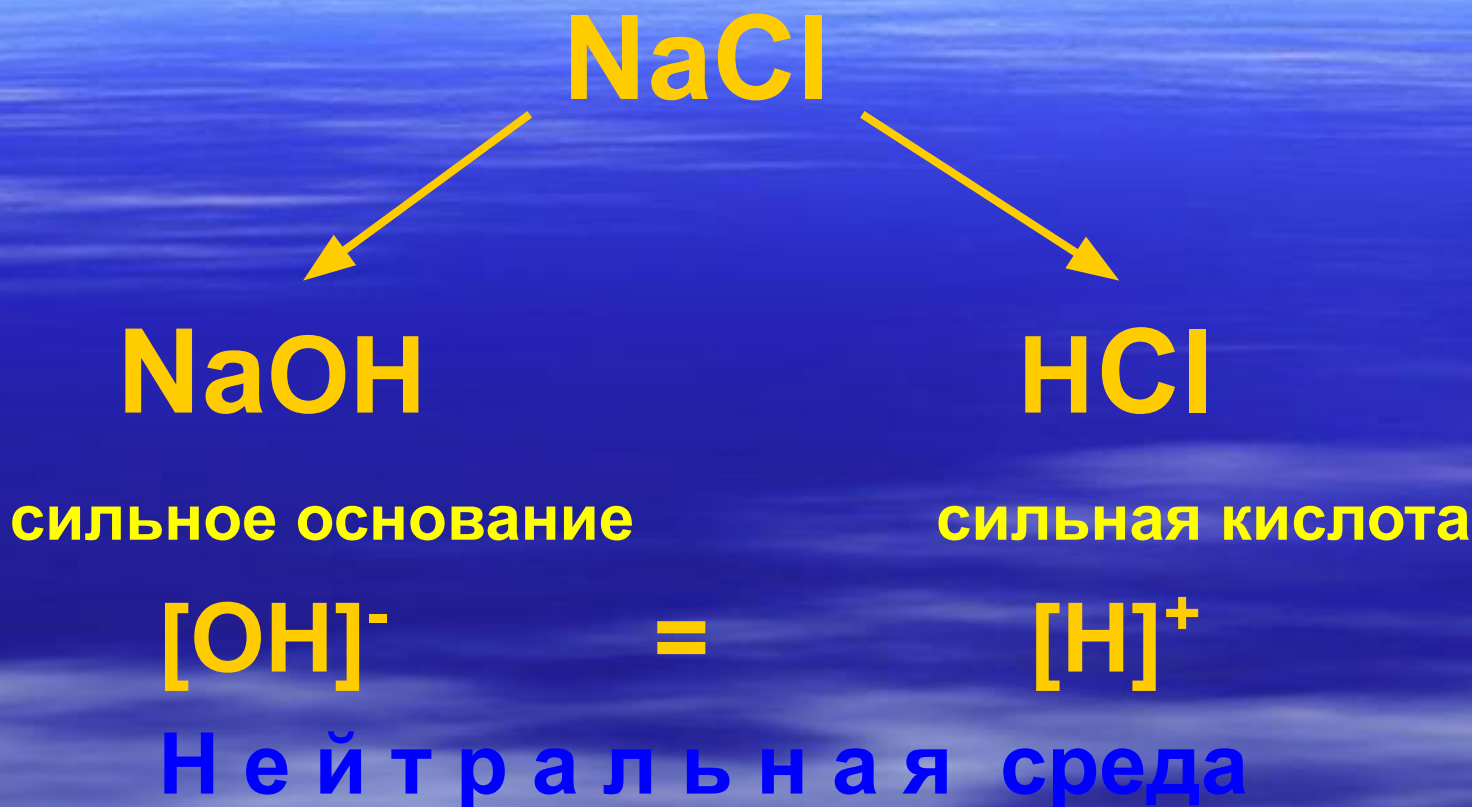 NaCl
NaOH HCl
сильное основание сильная кислота
[OH]⁻ = [H]⁺
Н е й т р а л ь н а я среда